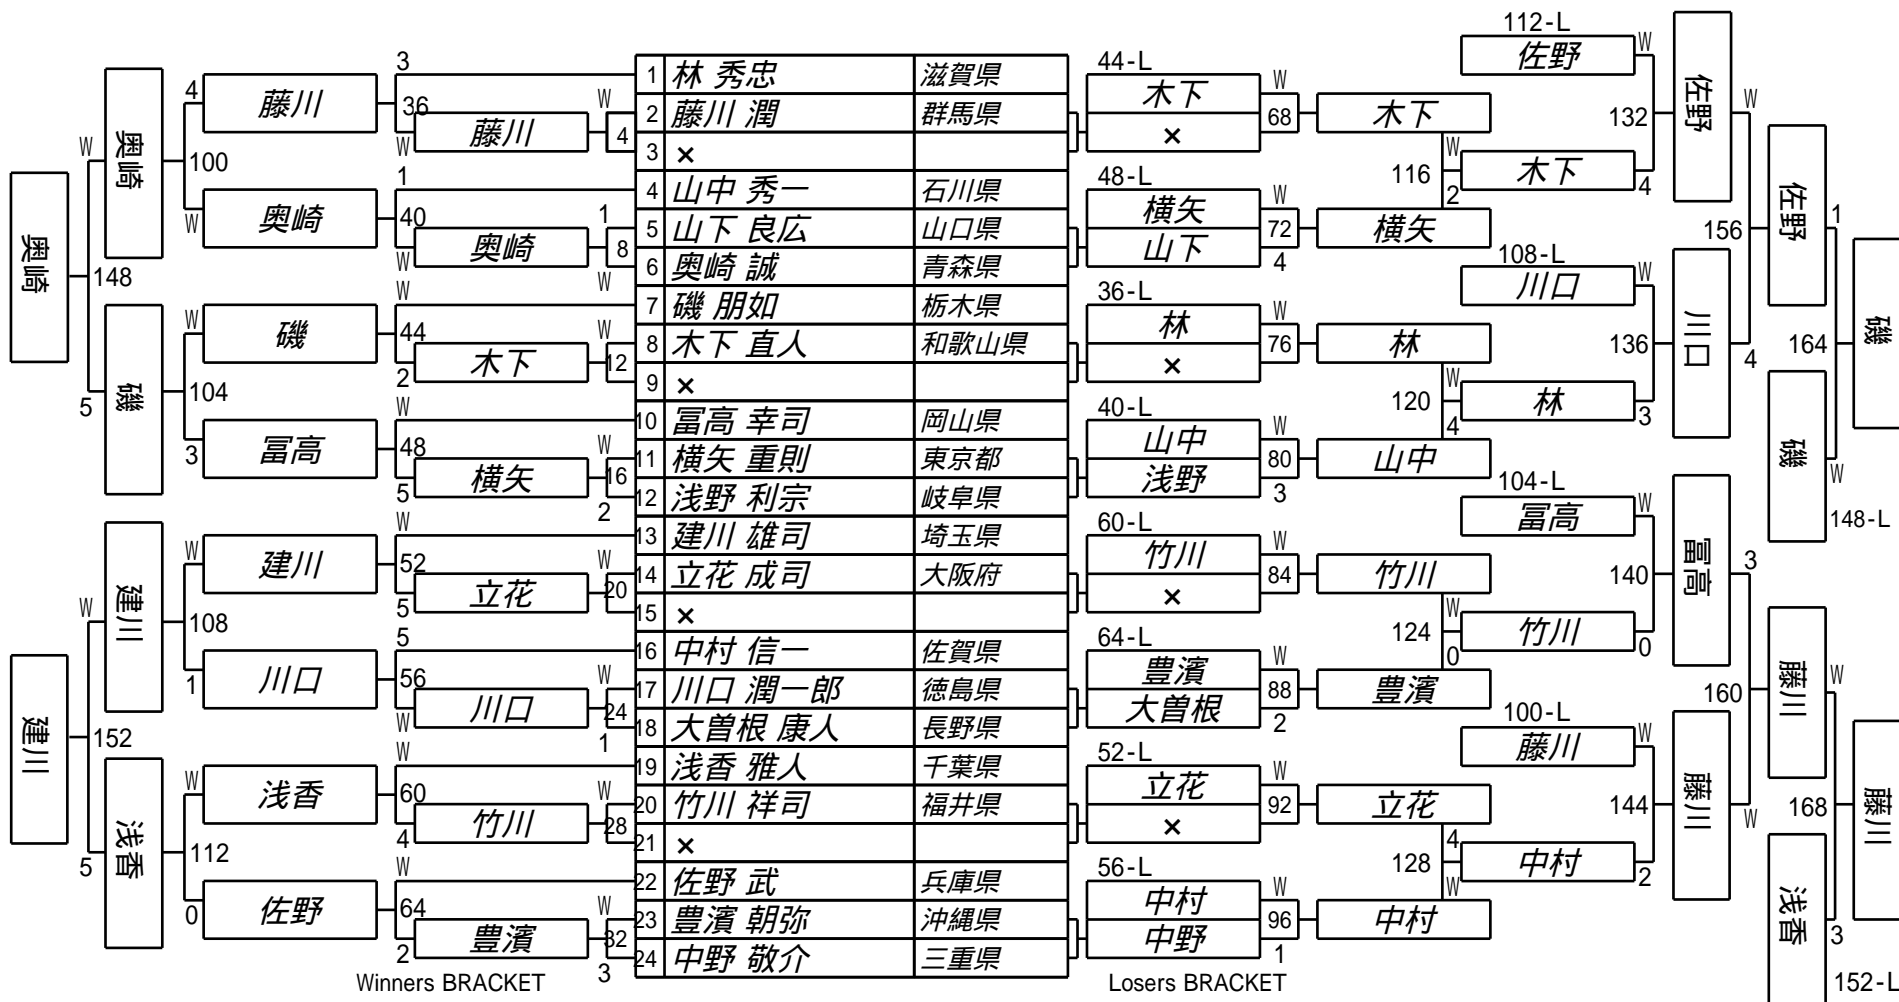 112-L
佐野
W
132
佐野
W
木下
4
156
佐野
1
108-L
川口
W
136
川口
4
林
3
164
磯
磯
W
148-L
104-L
冨高
W
140
富高
3
竹川
0
160
藤川
W
100-L
藤川
W
144
藤川
W
中村
2
168
藤川
浅香
3
152-L
奥崎
148
W
奥崎
100
4
藤川
36
3
W
藤川
W
4
W
奥崎
40
1
W
奥崎
1
8
W
5
磯
104
W
磯
44
W
2
木下
W
12
3
冨高
48
W
5
横矢
W
16
2
建川
152
W
建川
108
W
建川
52
W
5
立花
W
20
1
川口
56
5
W
川口
W
24
1
5
浅香
112
W
浅香
60
W
4
竹川
W
28
0
佐野
64
W
2
豊濱
W
32
3
1 林 秀忠 滋賀県
2 藤川 潤 群馬県
3 ×
4 山中 秀一 石川県
5 山下 良広 山口県
6 奥崎 誠 青森県
7 磯 朋如 栃木県
8 木下 直人 和歌山県
9 ×
10 冨高 幸司 岡山県
11 横矢 重則 東京都
12 浅野 利宗 岐阜県
13 建川 雄司 埼玉県
14 立花 成司 大阪府
15 ×
16 中村 信一 佐賀県
17 川口 潤一郎 徳島県
18 大曽根 康人 長野県
19 浅香 雅人 千葉県
20 竹川 祥司 福井県
21 ×
22 佐野 武 兵庫県
23 豊濱 朝弥 沖縄県
24 中野 敬介 三重県
44-L
木下
×
W
68
木下
W
116
2
48-L
横矢
山下
W
72
4
横矢
36-L
林
×
W
76
林
W
120
4
40-L
山中
浅野
W
80
3
山中
60-L
竹川
×
W
84
竹川
W
124
0
64-L
豊濱
大曽根
W
88
2
豊濱
52-L
立花
×
W
92
立花
4
128
W
56-L
中村
中野
W
96
1
中村
Winners BRACKET
Losers BRACKET